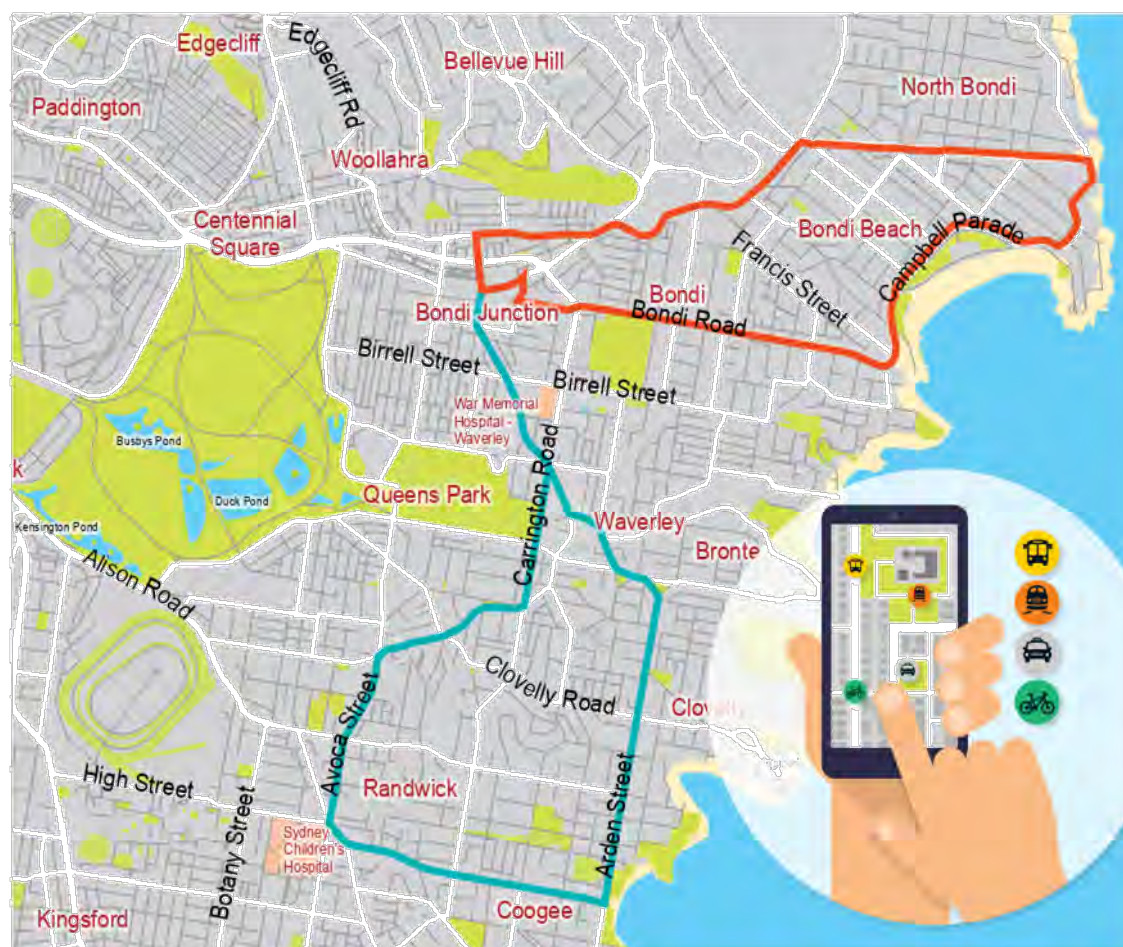 Edgecliff
Edgecliff Rd
Bellevue Hill
North Bondi
Paddington
Woollahra
Centennial
Square
Bondi Beach
Campbell Parade
Francis Street
Bondi
Bondi Road
Bondi Junction
Birrell Street
Birrell Street
War Memorial
Hospital -
Waverley
Busbys Pond
k
Queens Park
Duck Pond
Carrington Road
Waverley
Kensington Pond
Bronte
Alison Road
Clovelly Road
Clovelly
Avoca Street
High Street
Randwick
Arden Street
Botany Street
Sydney
Children's
Hospital
Coogee
Kingsford